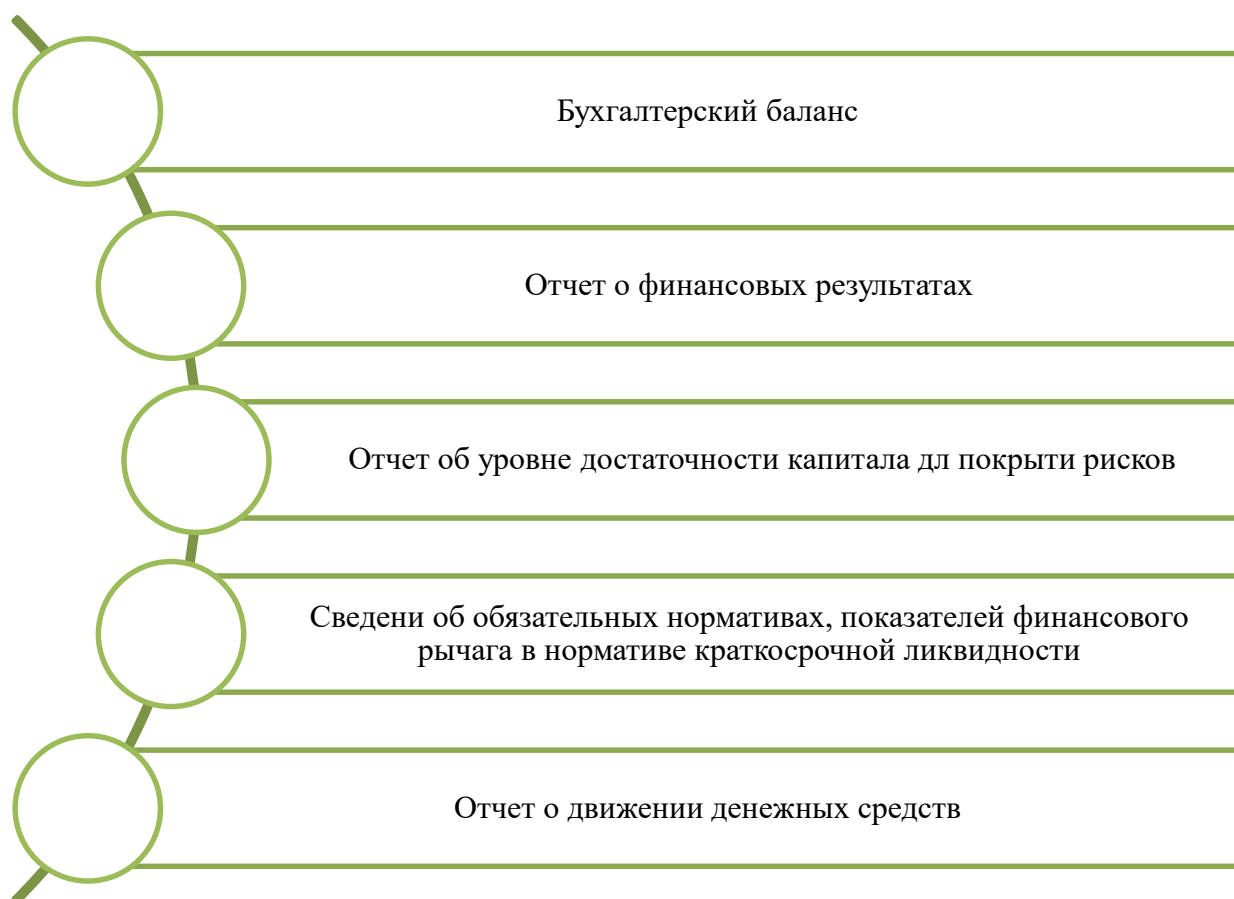 Бухгалтерский баланс
Отчет о финансовых результатах
Отчет об уровне достаточности капитала дл покрыти рисков
Сведени об обязательных нормативах, показателей финансового
рычага в нормативе краткосрочной ликвидности
Отчет о движении денежных средств